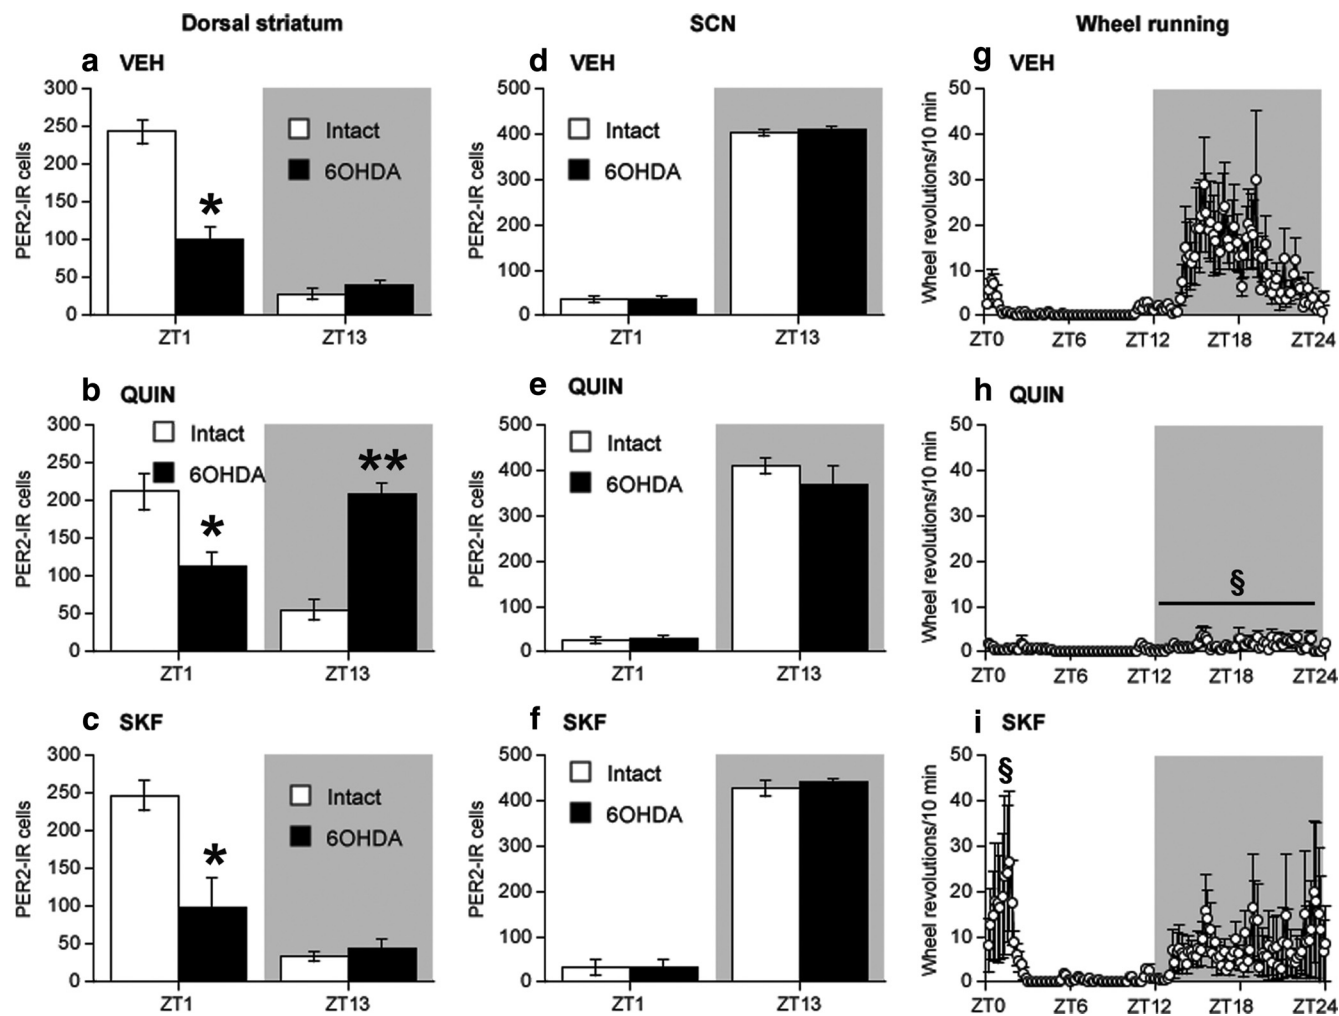 Dorsal striatum
SCN
Wheel running
a VEH
300
250
200
150
100
50
0
PER2-IR cells
Intact
6OHDA
*
ZT1 ZT13
d VEH
500
400
300
200
100
0
PER2-IR cells
Intact
6OHDA
ZT1 ZT13
g VEH
50
40
30
20
10
0
Wheel revolutions/10 min
ZT0 ZT6 ZT12 ZT18 ZT24
b QUIN
300
250
200
150
100
50
0
PER2-IR cells
Intact
6OHDA
*
**
ZT1 ZT13
e QUIN
500
400
300
200
100
0
PER2-IR cells
Intact
6OHDA
ZT1 ZT13
h QUIN
50
40
30
20
10
0
Wheel revolutions/10 min
§
ZT0 ZT6 ZT12 ZT18 ZT24
c SKF
300
250
200
150
100
50
0
PER2-IR cells
Intact
6OHDA
*
ZT1 ZT13
f SKF
500
400
300
200
100
0
PER2-IR cells
Intact
6OHDA
ZT1 ZT13
i SKF
50
40
30
20
10
0
Wheel revolutions/10 min
§
ZT0 ZT6 ZT12 ZT18 ZT24